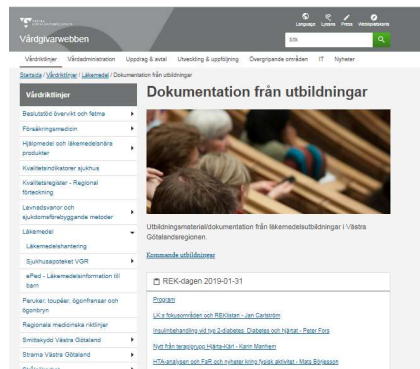 VÄSTRA GÖTALANDSREGIONEN
Language Lyssna Press Webbplatskarta
Vårdgivarwebben
Sök
Vårdriktlinjer Vårdadministration Uppdrag & avtal Utveckling & uppföljning Övergripande områden IT Nyheter
Startsida / Vårdriktlinjer / Läkemedel / Dokumentation från utbildningar
Vårdriktlinjer
Beslutstöd övervikt och fetma
Försäkringsmedicin
Hjälpmedel och läkemedelsnära
produkter
Kvalitetsindikatorer sjukhus
Kvalitetsregister - Regional
förteckning
Levnadsvanor och
sjukdomsförebyggande metoder
Läkemedel
Läkemedelshantering
Sjukhusapoteket VGR
ePed - Läkemedelsinformation till
barn
Peruker, toupéer, ögonfransar och
ögonbryn
Regionala medicinska riktlinjer
Smittskydd Västra Götaland
Strama Västra Götaland
Dokumentation från utbildningar
Utbildningsmaterial/dokumentation från läkemedelsutbildningar i Västra
Götalandsregionen.
Kommande utbildningar
REK-dagen 2019-01-31
Program
LK:s fokusområden och REKlistan - Jan Carlström
Insulinbehandling vid typ 2-diabetes, Diabetes och hjärtat - Peter Fors
Nytt från terapigrupp Hjärta-Kärl - Karin Manhem
HTA-analysen och FaR och nyheter kring fysisk aktivitet - Mats Börjesson